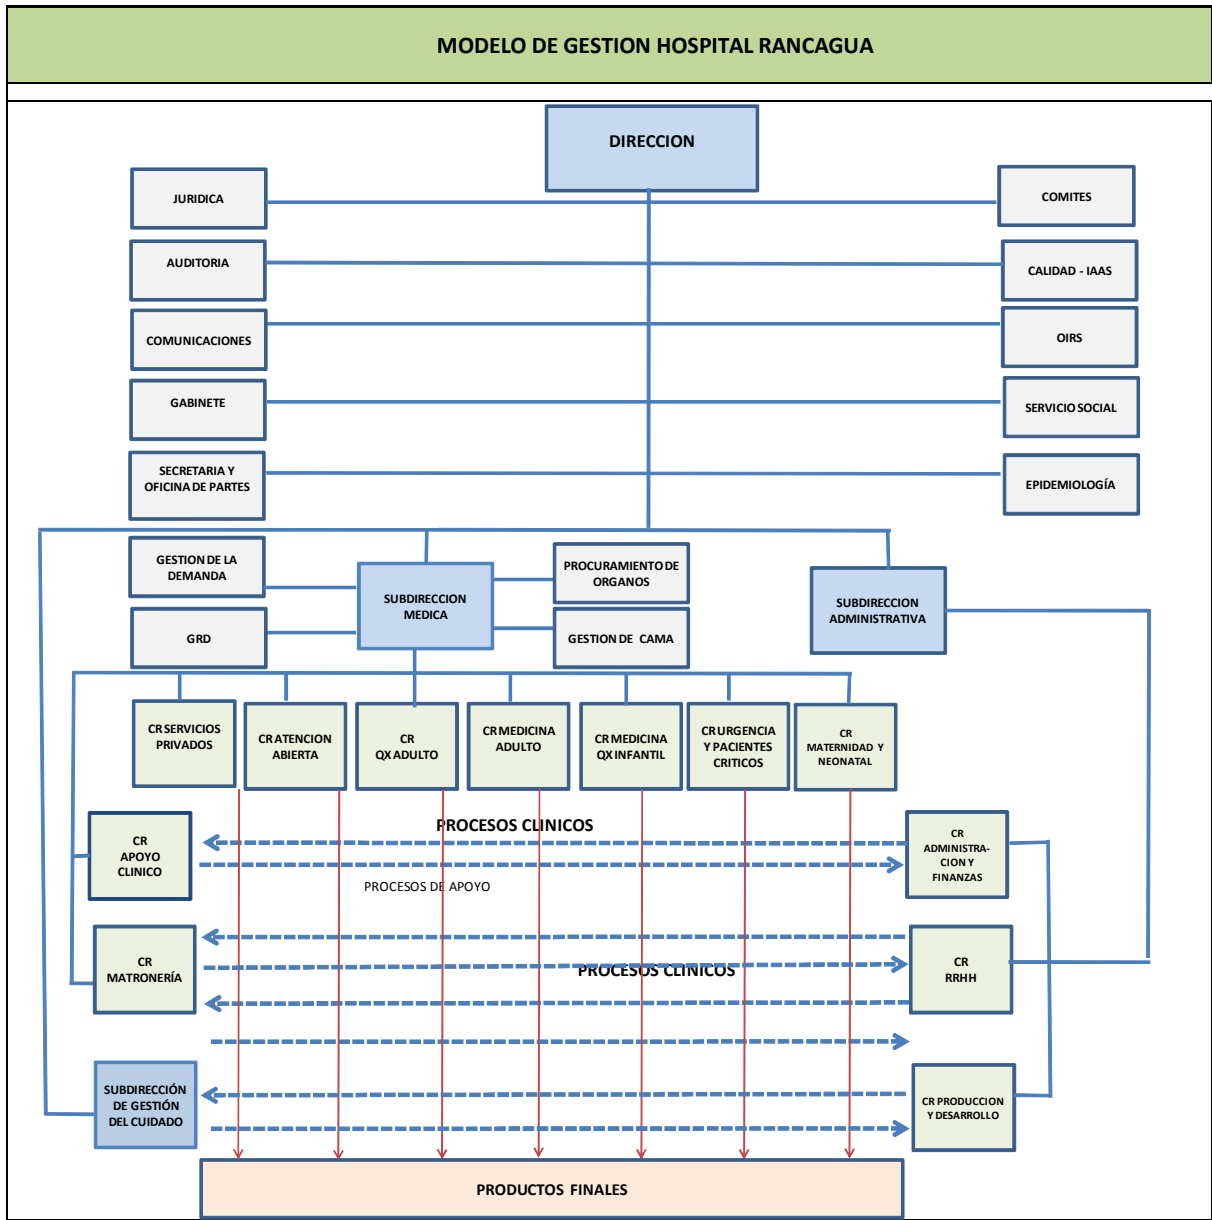 MODELO DE GESTION HOSPITAL RANCAGUA
DIRECCION
JURIDICA
COMITES
AUDITORIA
CALIDAD - IAAS
COMUNICACIONES
OIRS
GABINETE
SERVICIO SOCIAL
SECRETARIA Y
OFICINA DE PARTES
EPIDEMIOLOGÍA
GESTION DE LA
DEMANDA
SUBDIRECCION
MEDICA
PROCURAMIENTO DE
ORGANOS
SUBDIRECCION
ADMINISTRATIVA
GRD
GESTION DE CAMA
CR SERVICIOS
PRIVADOS
CR ATENCION
ABIERTA
CR
QX ADULTO
CR MEDICINA
ADULTO
CR MEDICINA
QX INFANTIL
CR URGENCIA
Y PACIENTES
CRITICOS
CR
MATERNIDAD Y
NEONATAL
PROCESOS CLINICOS
CR
APOYO
CLINICO
CR
ADMINISTRA-
CION Y
FINANZAS
PROCESOS DE APOYO
CR
MATRONERÍA
PROCESOS CLINICOS
CR
RRHH
SUBDIRECCIÓN
DE GESTIÓN
DEL CUIDADO
CR PRODUCCION
Y DESARROLLO
PRODUCTOS FINALES